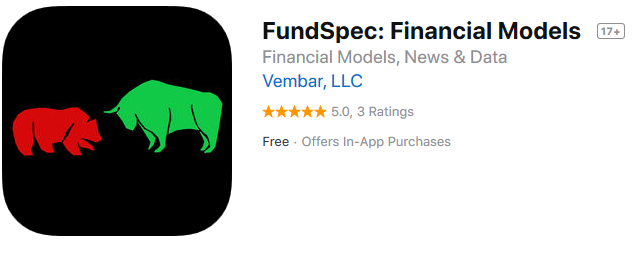 FundSpec: Financial Models 17+
Financial Models, News & Data
Vembar, LLC
★★★★★ 5.0, 3 Ratings
Free · Offers In-App Purchases